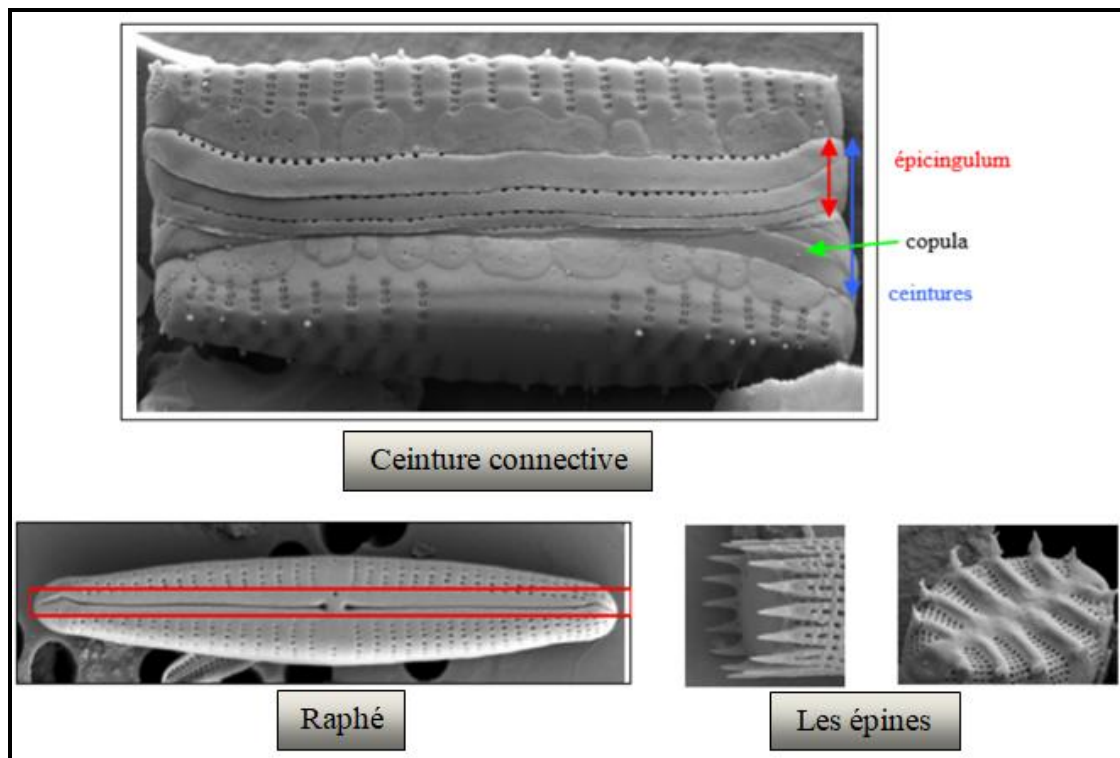 épicingulum
copula
ceintures
Ceinture connective
Raphé
Les épines